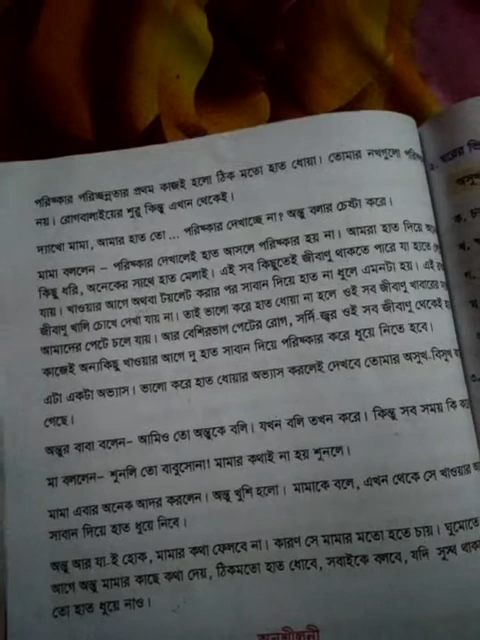 পরিষ্কার পরিচ্ছন্নতার প্রথম কাজই হলো ঠিক মতো হাত ধোয়া। তোমার নখগুলো
নয়। রোগবালাইয়ের শুরু কিন্তু এখান থেকেই।
দ্যাখো মামা, আমার হাত তো ... পরিষ্কার দেখাচ্ছে না? অন্তু বলার চেষ্টা করে।
মামা বললেন – পরিষ্কার দেখালেই হাত আসলে পরিষ্কার হয় না। আমরা হাত দিয়ে
কিছু ধরি, অনেকের সাথে হাত মেলাই। এই সব কিছুতেই জীবাণু থাকতে পারে যা হাতে
যায়। খাওয়ার আগে অথবা টয়লেট করার পর সাবান দিয়ে হাত না ধুলে এমনটা হয়। এই
জীবাণু খালি চোখে দেখা যায় না। তাই ভালো করে হাত ধোয়া না হলে ওই সব জীবাণু খাবারের
আমাদের পেটে চলে যায়। আর বেশিরভাগ পেটের রোগ, সর্দি-জ্বর ওই সব জীবাণু থেকেই
কাজেই অন্যকিছু খাওয়ার আগে দু হাত সাবান দিয়ে পরিষ্কার করে ধুয়ে নিতে হবে।
এটা একটা অভ্যাস। ভালো করে হাত ধোয়ার অভ্যাস করলেই দেখবে তোমার অসুখ-বিসুখ
গেছে।
অন্তুর বাবা বলেন– আমিও তো অন্তুকে বলি। যখন বলি তখন করে। কিন্তু সব সময় কি
মা বললেন– শুনলি তো বাবুসোনা! মামার কথাই না হয় শুনলে।
মামা এবার অনেক আদর করলেন। অন্তু খুশি হলো। মামাকে বলে, এখন থেকে সে খাওয়ার
সাবান দিয়ে হাত ধুয়ে নিবে।
অন্তু আর যা-ই হোক, মামার কথা ফেলবে না। কারণ সে মামার মতো হতে চায়। ঘুমোতে
আগে অন্তু মামার কাছে কথা দেয়, ঠিকমতো হাত ধোবে, সবাইকে বলবে, যদি সুস্থ
তো হাত ধুয়ে নাও।